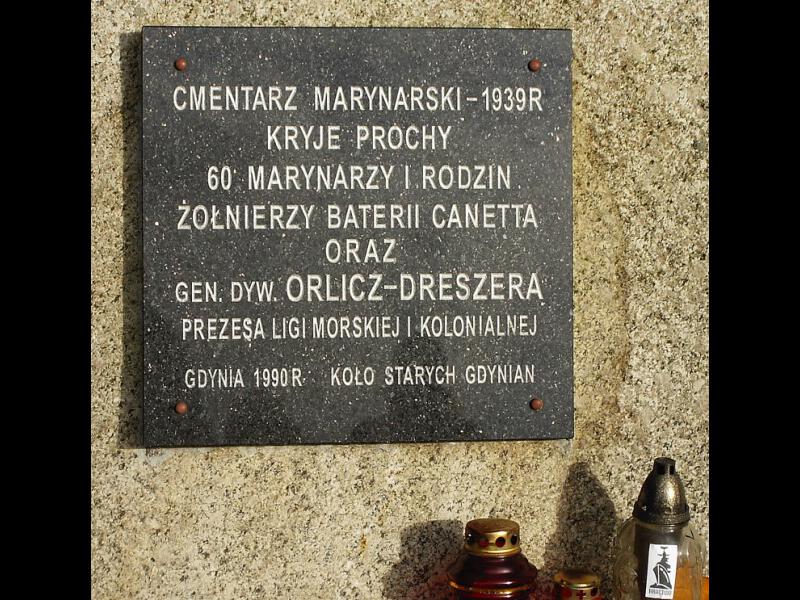 CMENTARZ MARYNARSKI – 1939R
KRYJE PROCHY
60 MARYNARZY I RODZIN
ŻOŁNIERZY BATERII CANETTA
ORAZ
GEN. DYW. ORLICZ–DRESZERA
PREZESA LIGI MORSKIEJ I KOLONIALNEJ
GDYNIA 1990R. KOŁO STARYCH GDYNIAN